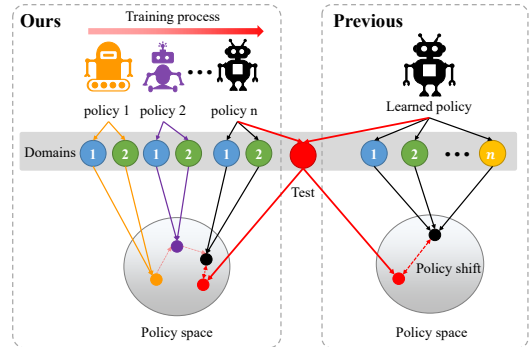 Ours
Training process
policy 1
policy 2
policy n
Domains
1
2
1
2
1
2
Test
Policy space
Previous
Learned policy
1
2
n
Policy shift
Policy space